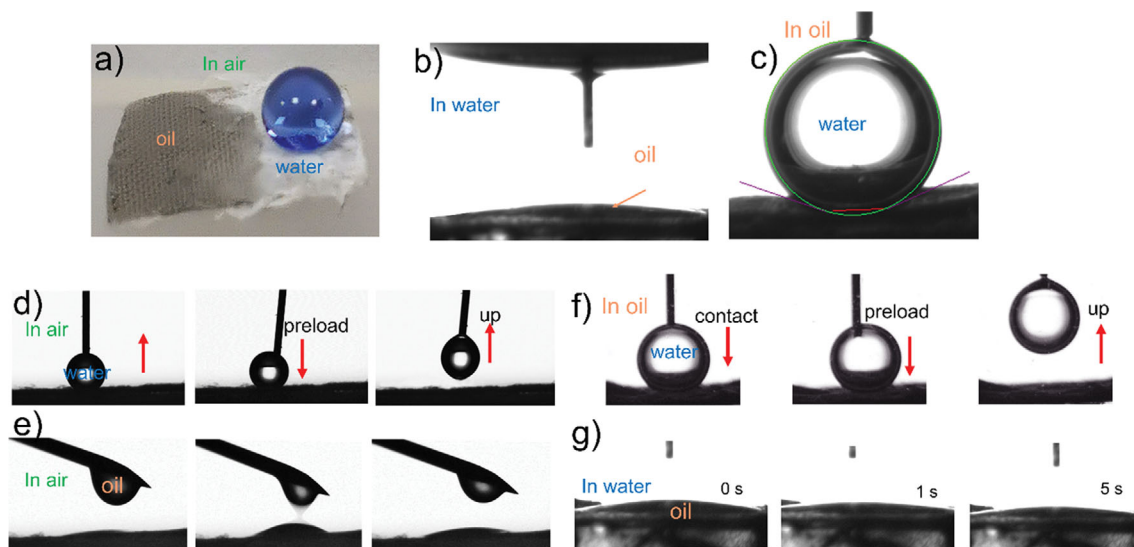 a)
In air
oil
water
b)
In water
oil
c)
In oil
water
d)
In air
water
preload
up
e)
In air
oil
f)
In oil
water
contact
preload
up
g)
In water
oil
0 s
1 s
5 s